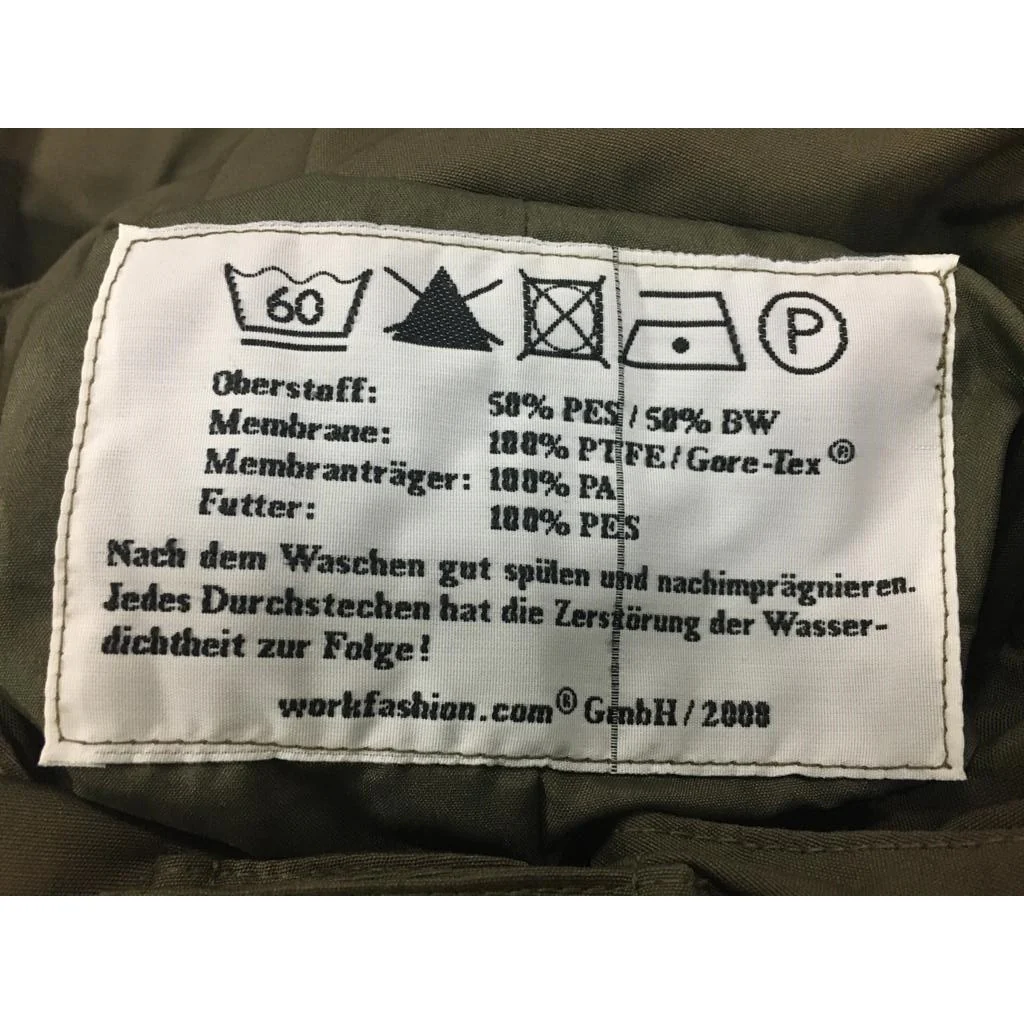 60
P
Oberstoff: 50% PES / 50% BW
Membrane: 100% PTFE/Gore-Tex®
Membranträger: 100% PA
Futter: 100% PES
Nach dem Waschen gut spülen und nachimprägnieren.
Jedes Durchstechen hat die Zerstörung der Wasser-
dichtheit zur Folge!
workfashion.com® GmbH/2008